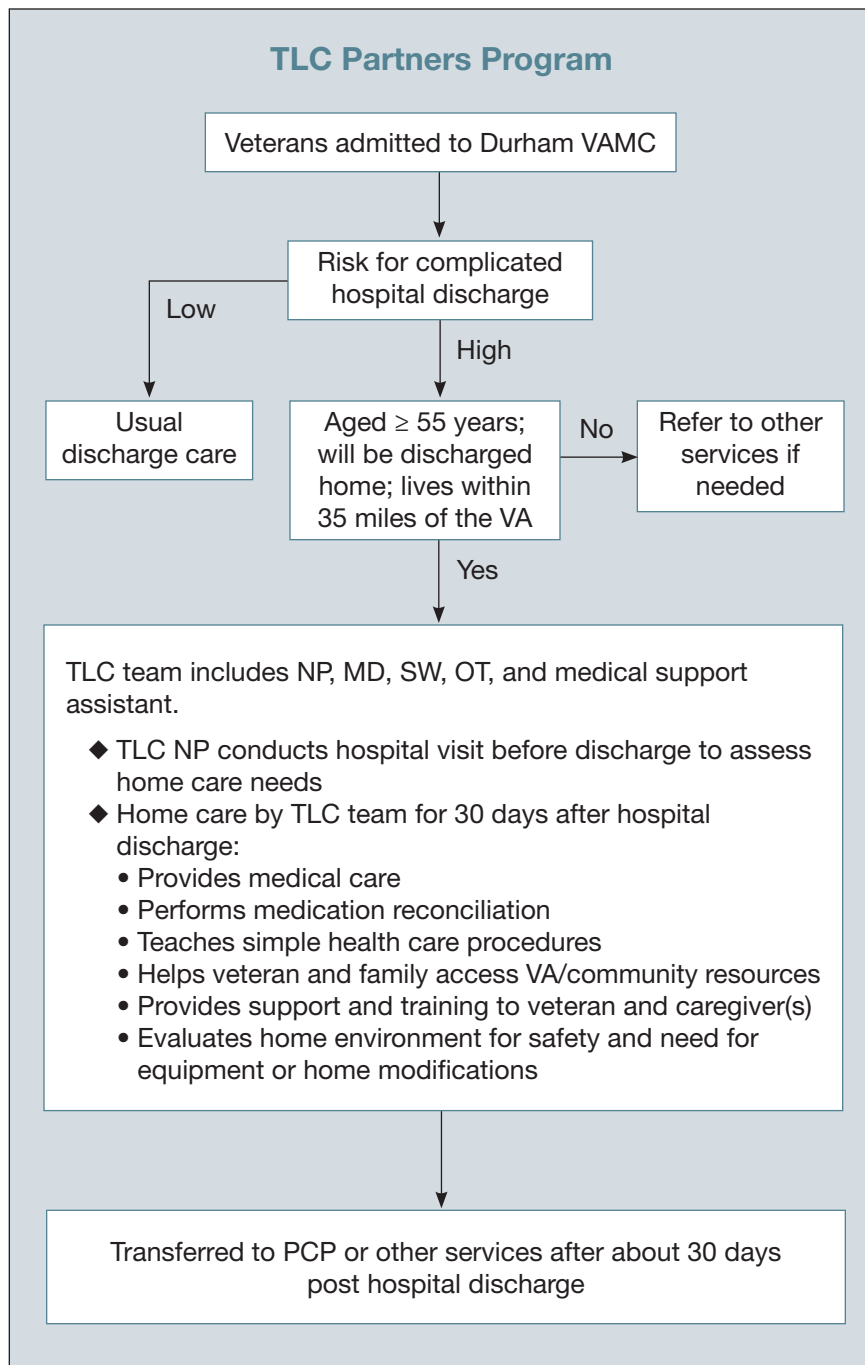 TLC Partners Program
Veterans admitted to Durham VAMC
Risk for complicated
hospital discharge
Low
High
Usual
discharge care
Aged ≥ 55 years;
will be discharged
home; lives within
35 miles of the VA
No
Refer to other
services if
needed
Yes
TLC team includes NP, MD, SW, OT, and medical support
assistant.
◆ TLC NP conducts hospital visit before discharge to assess
home care needs
◆ Home care by TLC team for 30 days after hospital
discharge:
• Provides medical care
• Performs medication reconciliation
• Teaches simple health care procedures
• Helps veteran and family access VA/community resources
• Provides support and training to veteran and caregiver(s)
• Evaluates home environment for safety and need for
equipment or home modifications
Transferred to PCP or other services after about 30 days
post hospital discharge